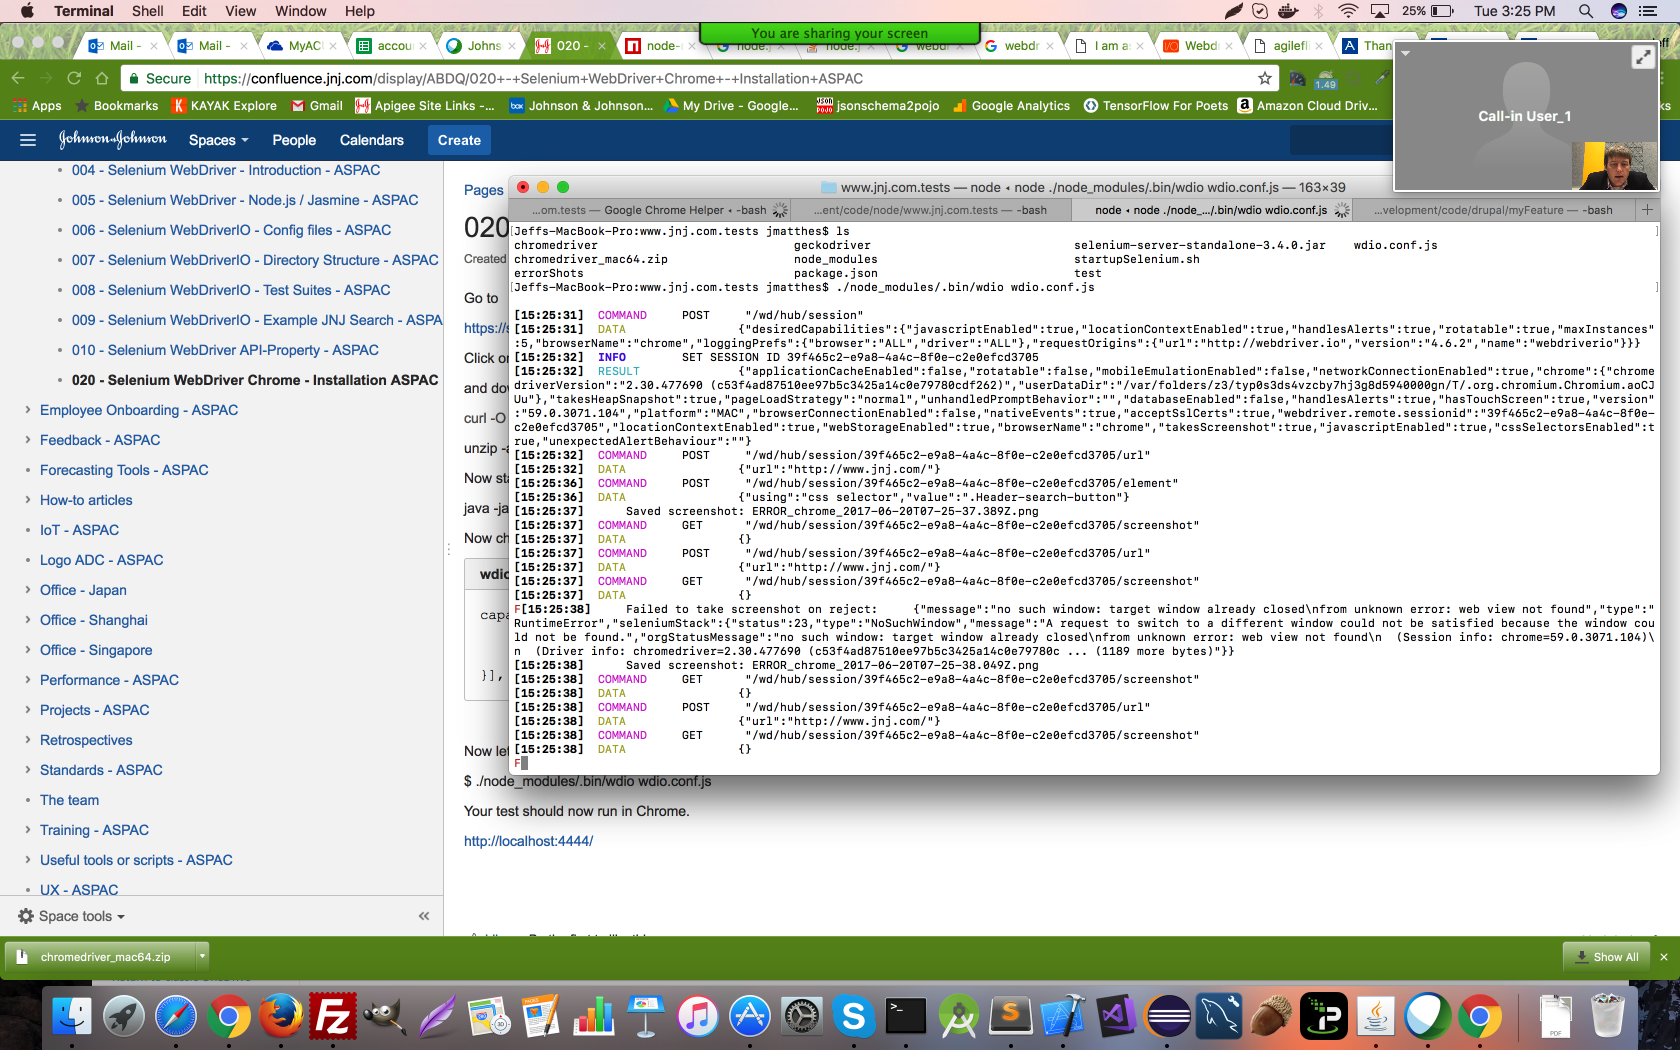 Terminal Shell Edit View Window Help 25% Tue 3:25 PM
You are sharing your screen
Mail - Mail - MyAC accou Johns 020 - node- I am a agilefl Than
Secure https://confluence.jnj.com/display/ABDQ/020+-+Selenium+WebDriver+Chrome+-+Installation+ASPAC 1.49
Apps Bookmarks KAYAK Explore Gmail Apigee Site Links -... Johnson & Johnson... My Drive - Google... jsonschema2pojo Google Analytics TensorFlow For Poets Amazon Cloud Driv...
Call-in User_1
Johnson & Johnson Spaces People Calendars Create
004 - Selenium WebDriver - Introduction - ASPAC
005 - Selenium WebDriver - Node.js / Jasmine - ASPAC
006 - Selenium WebDriverIO - Config files - ASPAC
007 - Selenium WebDriverIO - Directory Structure - ASPAC
008 - Selenium WebDriverIO - Test Suites - ASPAC
009 - Selenium WebDriverIO - Example JNJ Search - ASPA
010 - Selenium WebDriver API-Property - ASPAC
020 - Selenium WebDriver Chrome - Installation ASPAC
Employee Onboarding - ASPAC
Feedback - ASPAC
Forecasting Tools - ASPAC
How-to articles
IoT - ASPAC
Logo ADC - ASPAC
Office - Japan
Office - Shanghai
Office - Singapore
Performance - ASPAC
Projects - ASPAC
Retrospectives
Standards - ASPAC
The team
Training - ASPAC
Useful tools or scripts - ASPAC
UX - ASPAC
Space tools
Pages
020
Created
Go to
https://s
Click on
and dow
curl -O
unzip -a
Now sta
java -ja
Now ch
wdio
capa
}],
Now let
$ ./node_modules/.bin/wdio wdio.conf.js
Your test should now run in Chrome.
http://localhost:4444/
www.jnj.com.tests — node ◂ node ./node_modules/.bin/wdio wdio.conf.js — 163×39
...om.tests — Google Chrome Helper ◂ -bash ...ent/code/node/www.jnj.com.tests — -bash node ◂ node ./node_.../.bin/wdio wdio.conf.js ...velopment/code/drupal/myFeature — -bash
[Jeffs-MacBook-Pro:www.jnj.com.tests jmatthes$ ls ]
chromedriver geckodriver selenium-server-standalone-3.4.0.jar wdio.conf.js
chromedriver_mac64.zip node_modules startupSelenium.sh
errorShots package.json test
[Jeffs-MacBook-Pro:www.jnj.com.tests jmatthes$ ./node_modules/.bin/wdio wdio.conf.js ]
[15:25:31] COMMAND POST "/wd/hub/session"
[15:25:31] DATA {"desiredCapabilities":{"javascriptEnabled":true,"locationContextEnabled":true,"handlesAlerts":true,"rotatable":true,"maxInstances"
:5,"browserName":"chrome","loggingPrefs":{"browser":"ALL","driver":"ALL"},"requestOrigins":{"url":"http://webdriver.io","version":"4.6.2","name":"webdriverio"}}}
[15:25:32] INFO SET SESSION ID 39f465c2-e9a8-4a4c-8f0e-c2e0efcd3705
[15:25:32] RESULT {"applicationCacheEnabled":false,"rotatable":false,"mobileEmulationEnabled":false,"networkConnectionEnabled":true,"chrome":{"chrome
driverVersion":"2.30.477690 (c53f4ad87510ee97b5c3425a14c0e79780cdf262)","userDataDir":"/var/folders/z3/typ0s3ds4vzcby7hj3g8d5940000gn/T/.org.chromium.Chromium.aoCJ
Uu"},"takesHeapSnapshot":true,"pageLoadStrategy":"normal","unhandledPromptBehavior":"","databaseEnabled":false,"handlesAlerts":true,"hasTouchScreen":true,"version"
:"59.0.3071.104","platform":"MAC","browserConnectionEnabled":false,"nativeEvents":true,"acceptSslCerts":true,"webdriver.remote.sessionid":"39f465c2-e9a8-4a4c-8f0e-
c2e0efcd3705","locationContextEnabled":true,"webStorageEnabled":true,"browserName":"chrome","takesScreenshot":true,"javascriptEnabled":true,"cssSelectorsEnabled":t
rue,"unexpectedAlertBehaviour":""}
[15:25:32] COMMAND POST "/wd/hub/session/39f465c2-e9a8-4a4c-8f0e-c2e0efcd3705/url"
[15:25:32] DATA {"url":"http://www.jnj.com/"}
[15:25:36] COMMAND POST "/wd/hub/session/39f465c2-e9a8-4a4c-8f0e-c2e0efcd3705/element"
[15:25:36] DATA {"using":"css selector","value":".Header-search-button"}
[15:25:37] Saved screenshot: ERROR_chrome_2017-06-20T07-25-37.389Z.png
[15:25:37] COMMAND GET "/wd/hub/session/39f465c2-e9a8-4a4c-8f0e-c2e0efcd3705/screenshot"
[15:25:37] DATA {}
[15:25:37] COMMAND POST "/wd/hub/session/39f465c2-e9a8-4a4c-8f0e-c2e0efcd3705/url"
[15:25:37] DATA {"url":"http://www.jnj.com/"}
[15:25:37] COMMAND GET "/wd/hub/session/39f465c2-e9a8-4a4c-8f0e-c2e0efcd3705/screenshot"
[15:25:37] DATA {}
F[15:25:38] Failed to take screenshot on reject: {"message":"no such window: target window already closed\nfrom unknown error: web view not found","type":"
RuntimeError","seleniumStack":{"status":23,"type":"NoSuchWindow","message":"A request to switch to a different window could not be satisfied because the window cou
ld not be found.","orgStatusMessage":"no such window: target window already closed\nfrom unknown error: web view not found\n (Session info: chrome=59.0.3071.104)\
n (Driver info: chromedriver=2.30.477690 (c53f4ad87510ee97b5c3425a14c0e79780c ... (1189 more bytes)"}}
[15:25:38] Saved screenshot: ERROR_chrome_2017-06-20T07-25-38.049Z.png
[15:25:38] COMMAND GET "/wd/hub/session/39f465c2-e9a8-4a4c-8f0e-c2e0efcd3705/screenshot"
[15:25:38] DATA {}
[15:25:38] COMMAND POST "/wd/hub/session/39f465c2-e9a8-4a4c-8f0e-c2e0efcd3705/url"
[15:25:38] DATA {"url":"http://www.jnj.com/"}
[15:25:38] COMMAND GET "/wd/hub/session/39f465c2-e9a8-4a4c-8f0e-c2e0efcd3705/screenshot"
[15:25:38] DATA {}
F
chromedriver_mac64.zip Show All